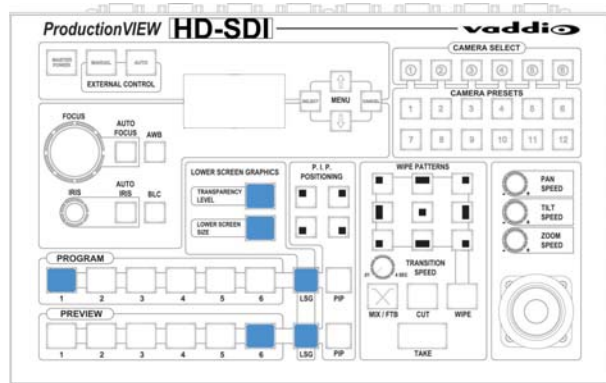 ProductionVIEW HD-SDI
vaddio
MASTER POWER
MANUAL
AUTO
EXTERNAL CONTROL
SELECT
MENU
CANCEL
CAMERA SELECT
1 2 3 4 5 6
CAMERA PRESETS
1 2 3 4 5 6
7 8 9 10 11 12
FOCUS
AUTO FOCUS
AWB
IRIS
AUTO IRIS
BLC
LOWER SCREEN GRAPHICS
TRANSPARENCY LEVEL
LOWER SCREEN SIZE
P. I. P. POSITIONING
WIPE PATTERNS
TRANSITION SPEED
4 SEC
MIX / FTB
CUT
WIPE
TAKE
PAN SPEED
TILT SPEED
ZOOM SPEED
PROGRAM
1 2 3 4 5 6 LSG PIP
PREVIEW
1 2 3 4 5 6 LSG PIP